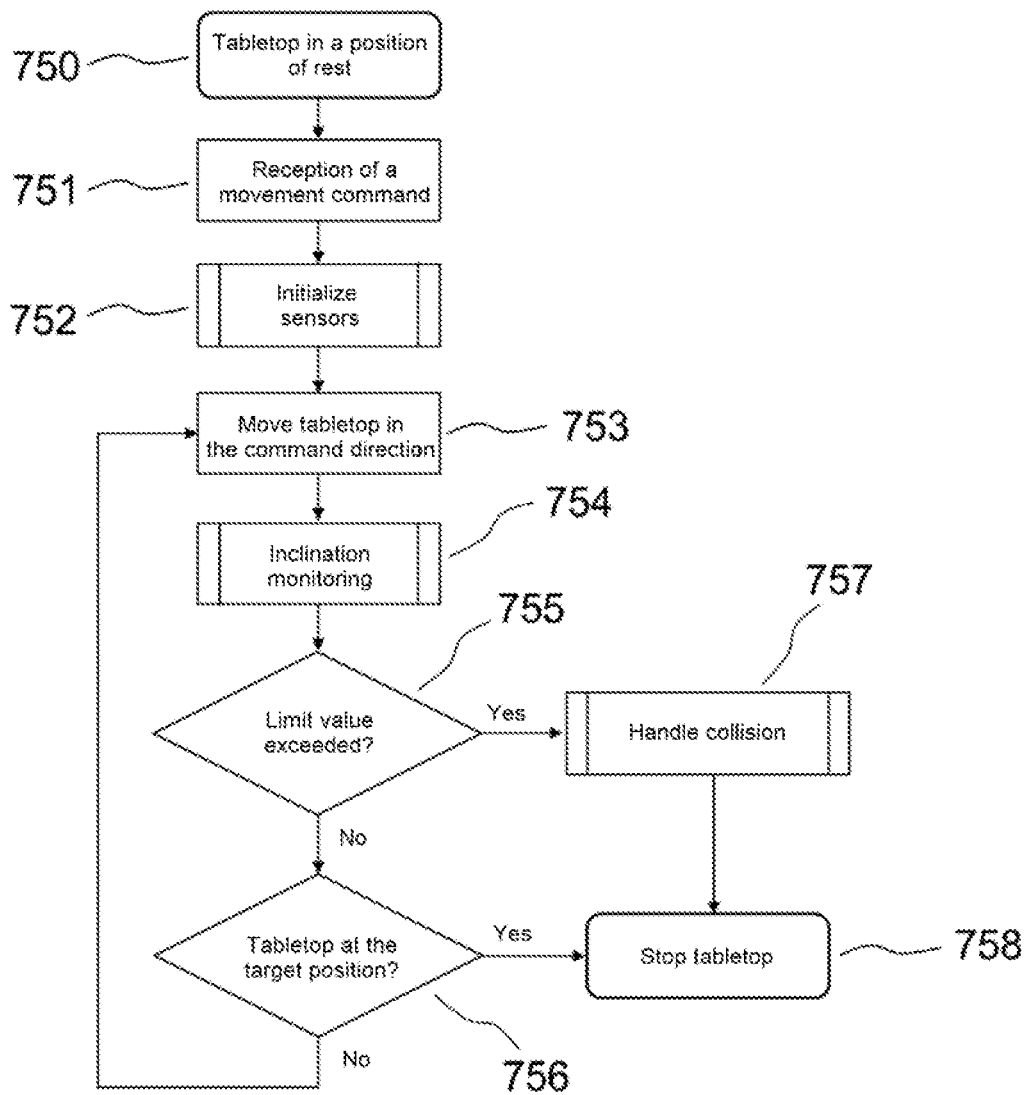 750
Tabletop in a position
of rest
751
Reception of a
movement command
752
Initialize
sensors
Move tabletop in
the command direction
753
754
Inclination
monitoring
755
757
Limit value
exceeded?
Yes
Handle collision
No
Tabletop at the
target position?
Yes
Stop tabletop
758
No
756